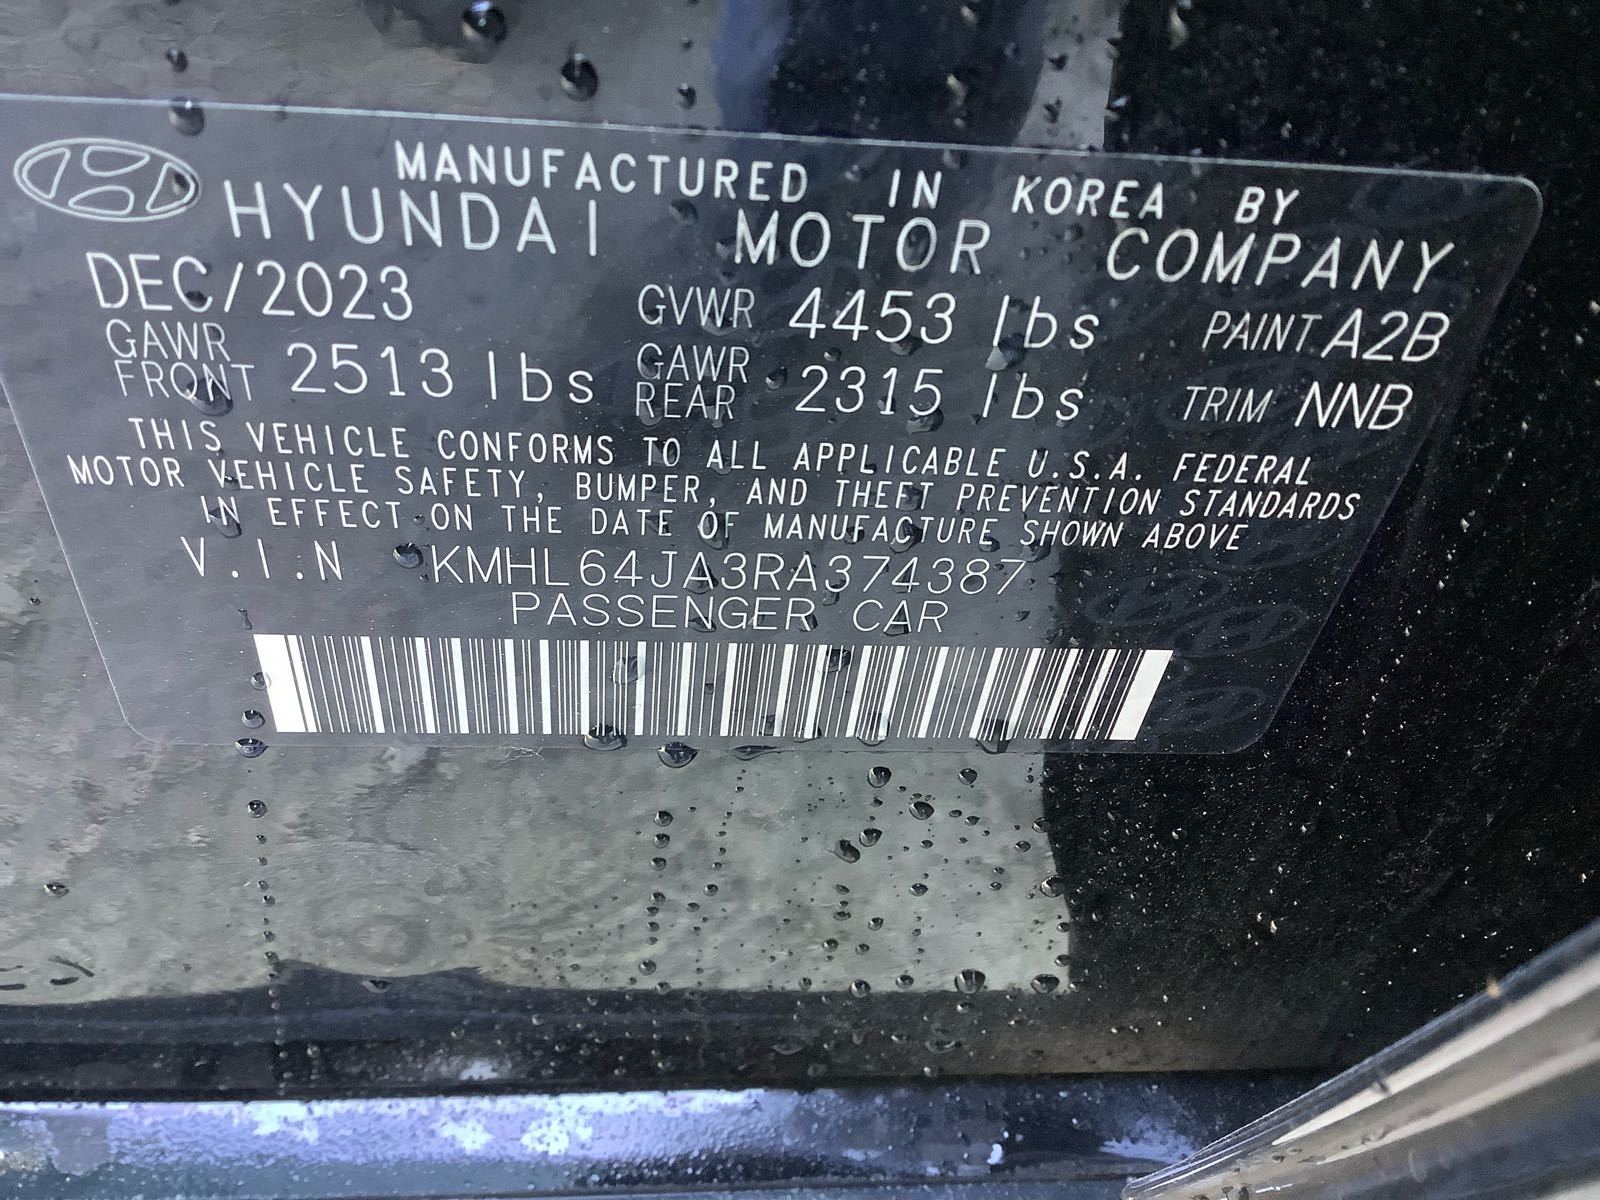 MANUFACTURED IN KOREA BY
HYUNDAI MOTOR COMPANY
DEC/2023 GVWR 4453 lbs PAINT A2B
GAWR FRONT 2513 lbs GAWR REAR 2315 lbs TRIM NNB
THIS VEHICLE CONFORMS TO ALL APPLICABLE U.S.A. FEDERAL
MOTOR VEHICLE SAFETY, BUMPER, AND THEFT PREVENTION STANDARDS
IN EFFECT ON THE DATE OF MANUFACTURE SHOWN ABOVE
V.I.N KMHL64JA3RA374387
PASSENGER CAR